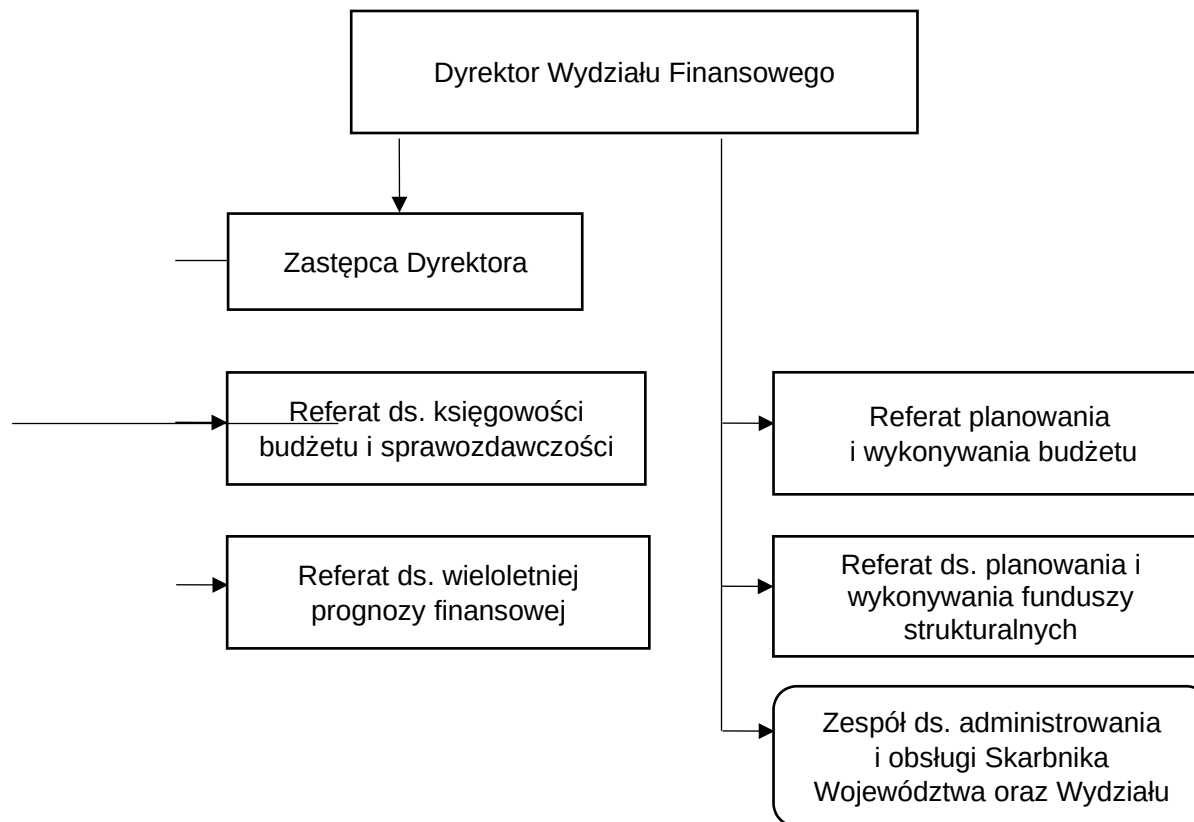 Dyrektor Wydziału Finansowego
Zastępca Dyrektora
Referat ds. księgowości
budżetu i sprawozdawczości
Referat ds. wieloletniej
prognozy finansowej
Referat planowania
i wykonywania budżetu
Referat ds. planowania i
wykonywania funduszy
strukturalnych
Zespół ds. administrowania
i obsługi Skarbnika
Województwa oraz Wydziału